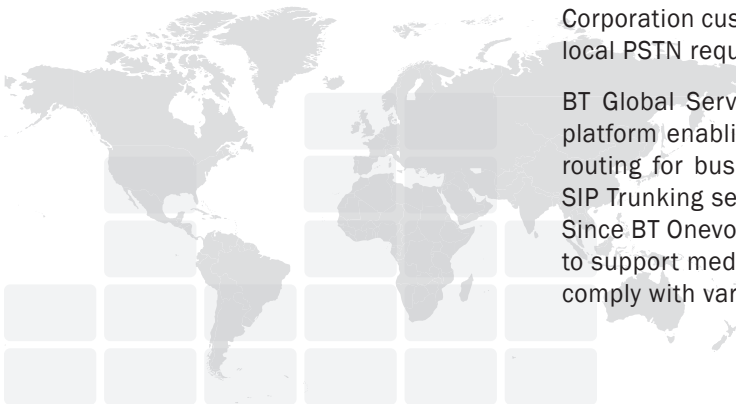 Corporation cus
local PSTN requ
BT Global Serv
platform enabli
routing for bus
SIP Trunking se
Since BT Onevo
to support med
comply with var